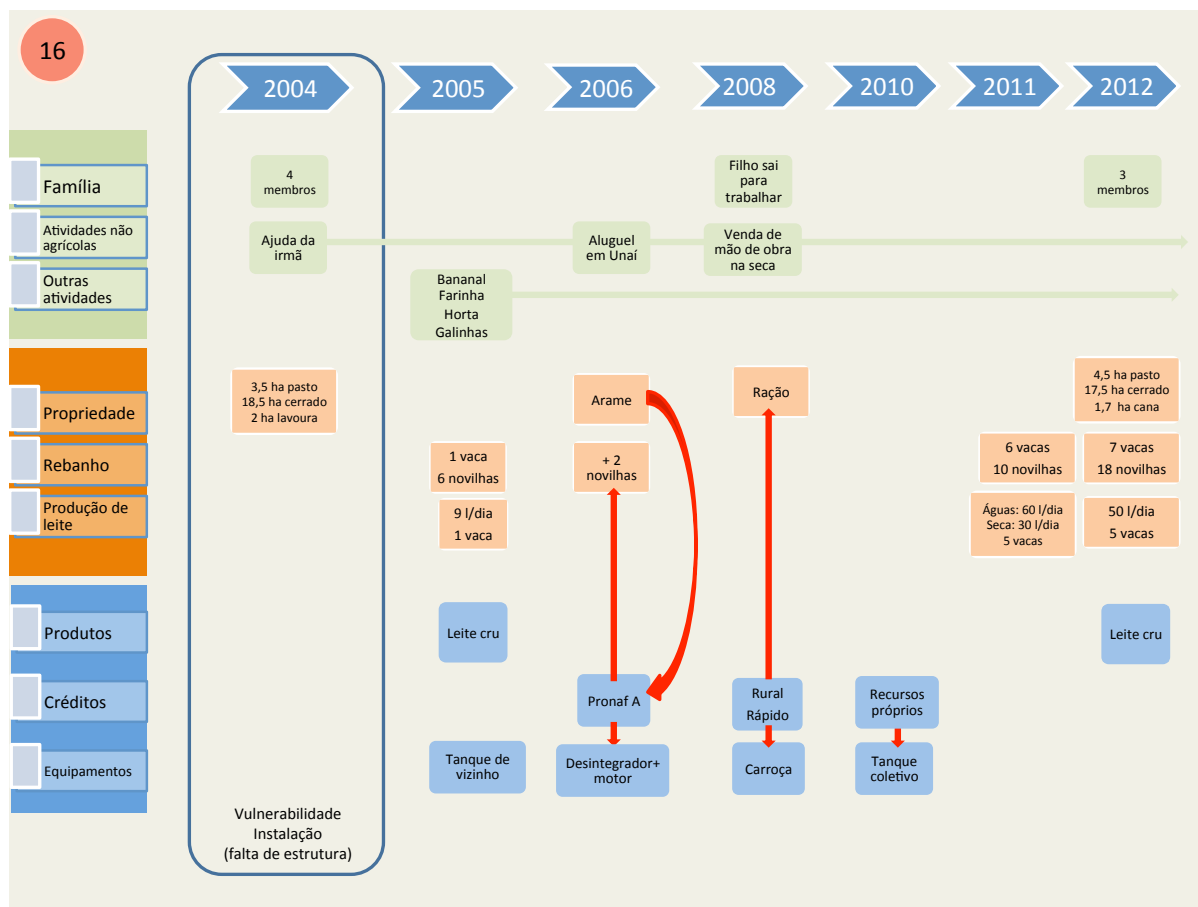 16
2004
2005
2006
2008
2010
2011
2012
Família
4
membros
Filho sai
para
trabalhar
3
membros
Atividades não
agrícolas
Ajuda da
irmã
Aluguel
em Unaí
Venda de
mão de obra
na seca
Outras
atividades
Bananal
Farinha
Horta
Galinhas
Propriedade
3,5 ha pasto
18,5 ha cerrado
2 ha lavoura
Arame
Ração
4,5 ha pasto
17,5 ha cerrado
1,7 ha cana
Rebanho
1 vaca
6 novilhas
+ 2
novilhas
6 vacas
10 novilhas
7 vacas
18 novilhas
Produção de
leite
9 l/dia
1 vaca
Águas: 60 l/dia
Seca: 30 l/dia
5 vacas
50 l/dia
5 vacas
Produtos
Leite cru
Leite cru
Créditos
Pronaf A
Rural
Rápido
Recursos
próprios
Equipamentos
Tanque de
vizinho
Desintegrador+
motor
Carroça
Tanque
coletivo
Vulnerabilidade
Instalação
(falta de estrutura)